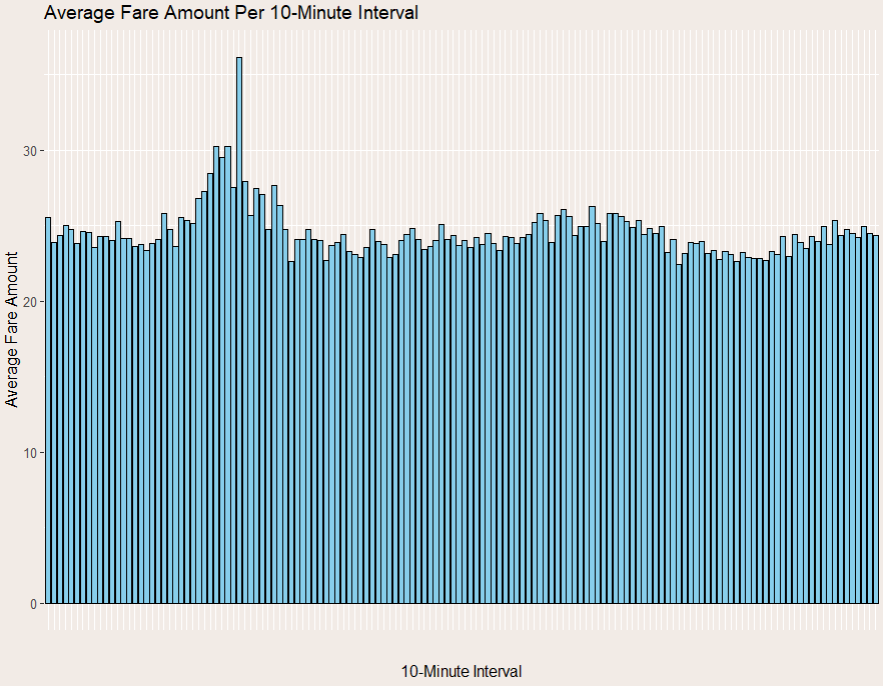 Average Fare Amount Per 10-Minute Interval
Average Fare Amount
30
20
10
0
10-Minute Interval